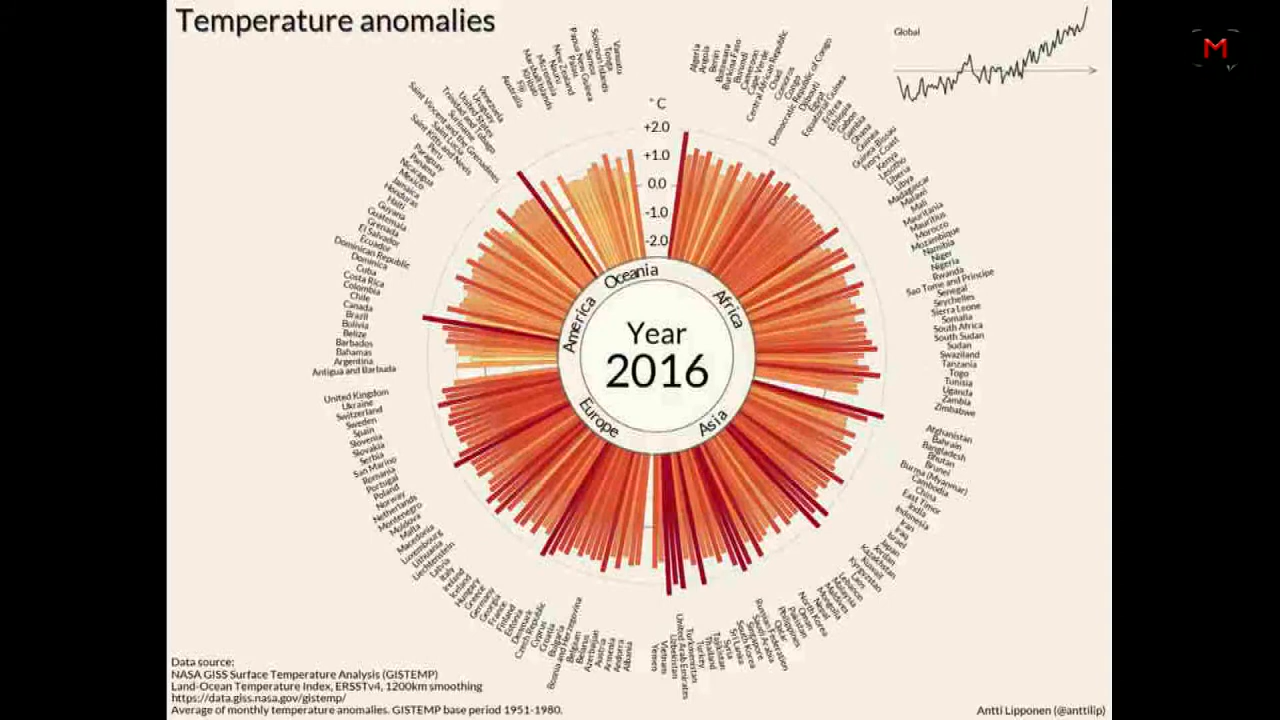 Temperature anomalies
Global
M
°C
+2.0
+1.0
0.0
-1.0
-2.0
Oceania
Africa
Asia
Europe
America
Year
2016
Algeria
Angola
Benin
Botswana
Burkina Faso
Burundi
Cameroon
Cape Verde
Central African Republic
Chad
Comoros
Congo
Democratic Republic of Congo
Djibouti
Egypt
Equatorial Guinea
Eritrea
Ethiopia
Gabon
Gambia
Ghana
Guinea
Guinea-Bissau
Ivory Coast
Kenya
Lesotho
Liberia
Libya
Madagascar
Malawi
Mali
Mauritania
Mauritius
Morocco
Mozambique
Namibia
Niger
Nigeria
Rwanda
Sao Tome and Principe
Senegal
Seychelles
Sierra Leone
Somalia
South Africa
South Sudan
Sudan
Swaziland
Tanzania
Togo
Tunisia
Uganda
Zambia
Zimbabwe
Afghanistan
Bahrain
Bangladesh
Bhutan
Brunei
Burma (Myanmar)
Cambodia
China
East Timor
India
Indonesia
Iran
Iraq
Israel
Japan
Jordan
Kazakhstan
Kuwait
Kyrgyzstan
Laos
Lebanon
Malaysia
Maldives
Mongolia
Nepal
North Korea
Oman
Pakistan
Philippines
Qatar
Russian Federation
Saudi Arabia
Singapore
South Korea
Sri Lanka
Syria
Tajikistan
Thailand
Turkey
Turkmenistan
United Arab Emirates
Uzbekistan
Vietnam
Yemen
Albania
Andorra
Armenia
Austria
Azerbaijan
Belarus
Belgium
Bosnia and Herzegovina
Bulgaria
Croatia
Cyprus
Czech Republic
Denmark
Estonia
Finland
France
Georgia
Germany
Greece
Hungary
Iceland
Ireland
Italy
Latvia
Liechtenstein
Lithuania
Luxembourg
Macedonia
Malta
Moldova
Montenegro
Netherlands
Norway
Poland
Portugal
Romania
San Marino
Serbia
Slovakia
Slovenia
Spain
Sweden
Switzerland
Ukraine
United Kingdom
Antigua and Barbuda
Argentina
Bahamas
Barbados
Belize
Bolivia
Brazil
Canada
Chile
Colombia
Costa Rica
Cuba
Dominica
Dominican Republic
Ecuador
El Salvador
Grenada
Guatemala
Guyana
Haiti
Honduras
Jamaica
Mexico
Nicaragua
Panama
Paraguay
Peru
Saint Kitts and Nevis
Saint Lucia
Saint Vincent and the Grenadines
Suriname
Trinidad and Tobago
United States
Uruguay
Venezuela
Australia
Fiji
Kiribati
Marshall Islands
Micronesia
Nauru
New Zealand
Palau
Papua New Guinea
Samoa
Solomon Islands
Tonga
Vanuatu
Data source:
NASA GISS Surface Temperature Analysis (GISTEMP)
Land-Ocean Temperature Index, ERSSTv4, 1200km smoothing
https://data.giss.nasa.gov/gistemp/
Average of monthly temperature anomalies. GISTEMP base period 1951-1980.
Antti Lipponen (@anttilip)